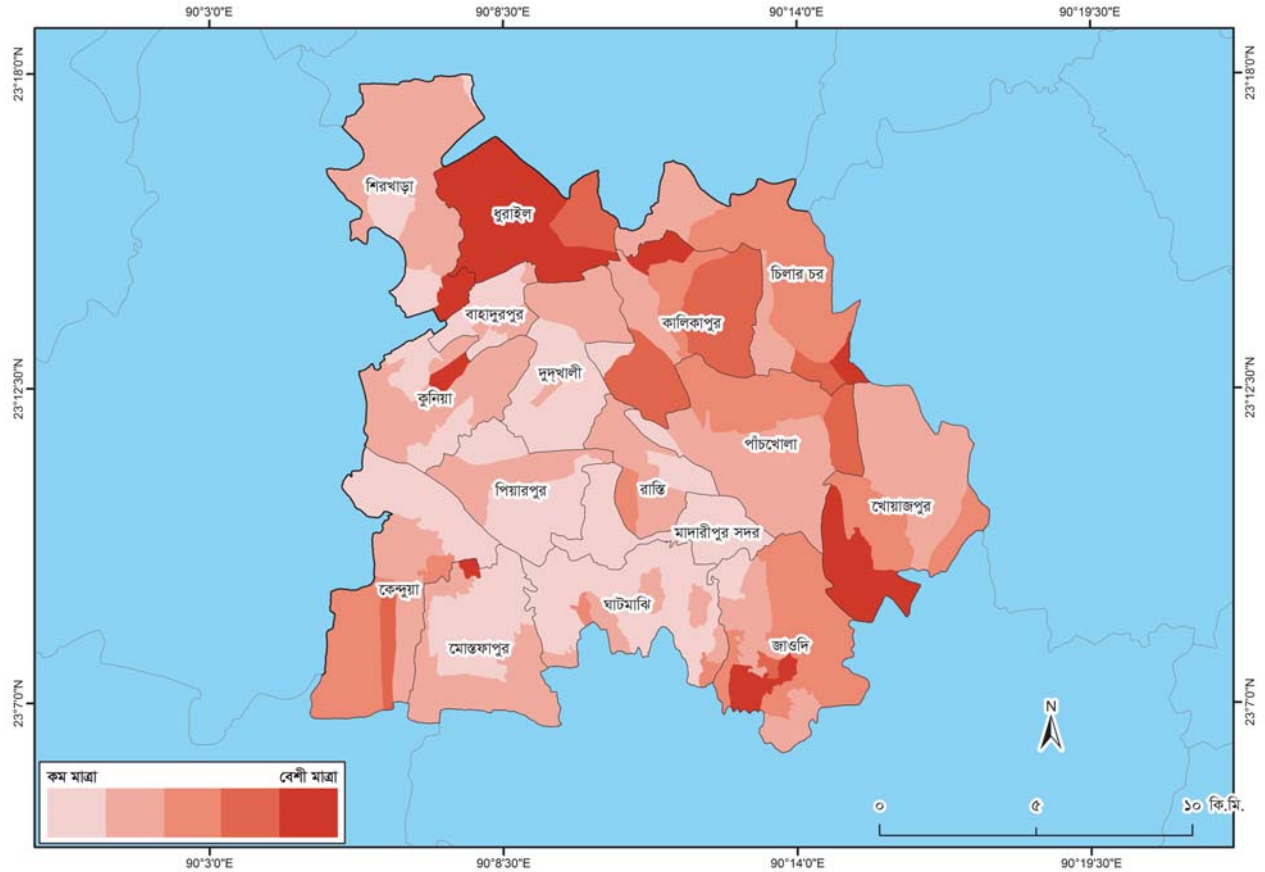 90°3'0"E
90°8'30"E
90°14'0"E
90°19'30"E
23°18'0"N
23°18'0"N
শিরখাড়া
ধুরাইল
চিলার চর
বাহাদুরপুর
কালিকাপুর
দুদ্‌খালী
23°12'30"N
23°12'30"N
কুনিয়া
পাঁচখোলা
পিয়ারপুর
রাস্তি
খোয়াজপুর
মাদারীপুর সদর
কেন্দুয়া
ঘাটমাঝি
মোস্তফাপুর
জাওদি
23°7'0"N
23°7'0"N
N
কম মাত্রা
বেশী মাত্রা
০ ৫ ১০ কি.মি.
90°3'0"E
90°8'30"E
90°14'0"E
90°19'30"E